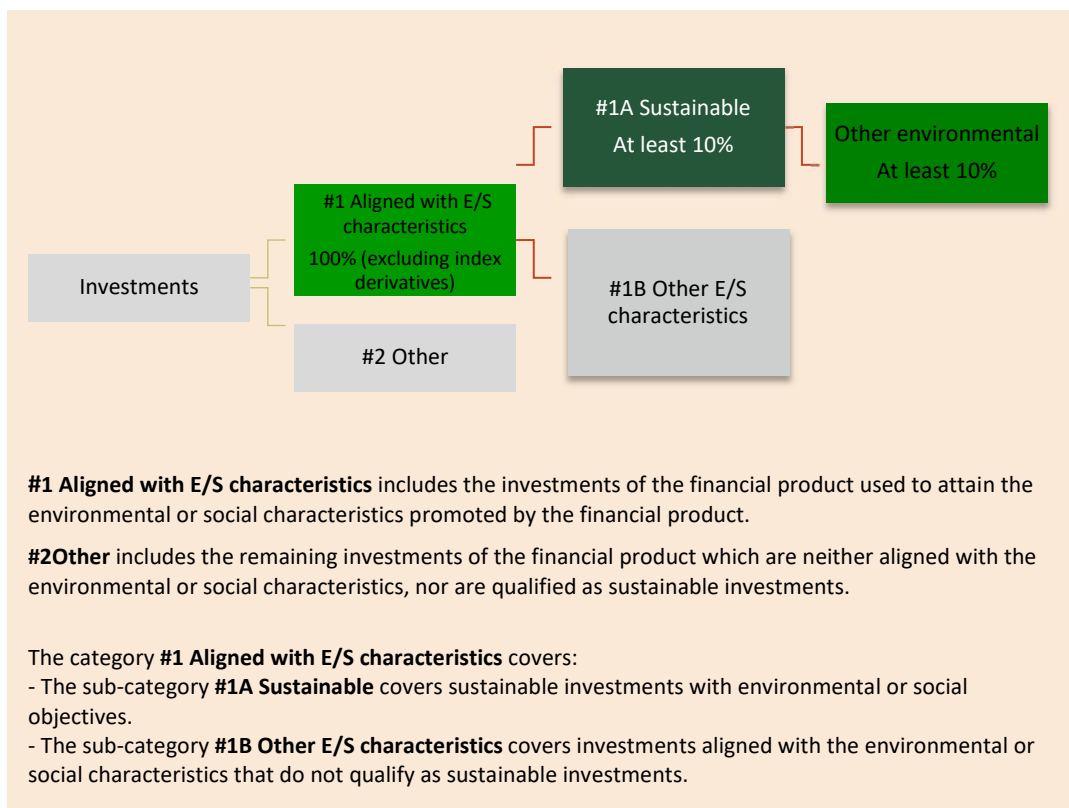 #1A Sustainable
At least 10%
Other environmental
At least 10%
#1 Aligned with E/S
characteristics
100% (excluding index
derivatives)
Investments
#1B Other E/S
characteristics
#2 Other
#1 Aligned with E/S characteristics includes the investments of the financial product used to attain the
environmental or social characteristics promoted by the financial product.
#2Other includes the remaining investments of the financial product which are neither aligned with the
environmental or social characteristics, nor are qualified as sustainable investments.
The category #1 Aligned with E/S characteristics covers:
- The sub-category #1A Sustainable covers sustainable investments with environmental or social
objectives.
- The sub-category #1B Other E/S characteristics covers investments aligned with the environmental or
social characteristics that do not qualify as sustainable investments.